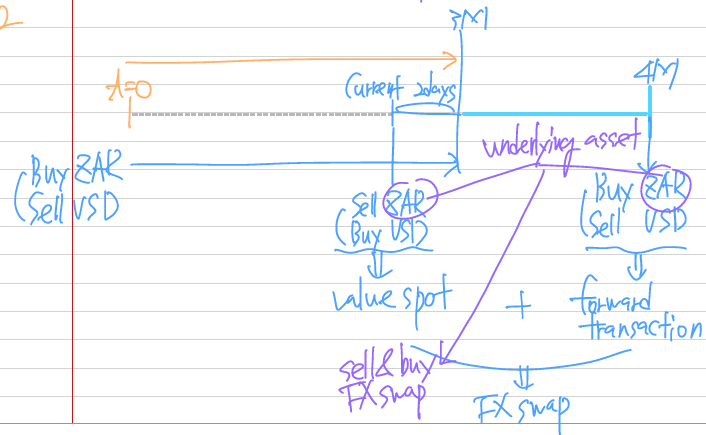 3M
t=0
Current 2days
4M
underlying asset
(Buy ZAR
Sell USD
Sell ZAR
(Buy USD)
(Buy ZAR
Sell USD
value spot
+
forward
transaction
sell & buy
FX swap
FX swap